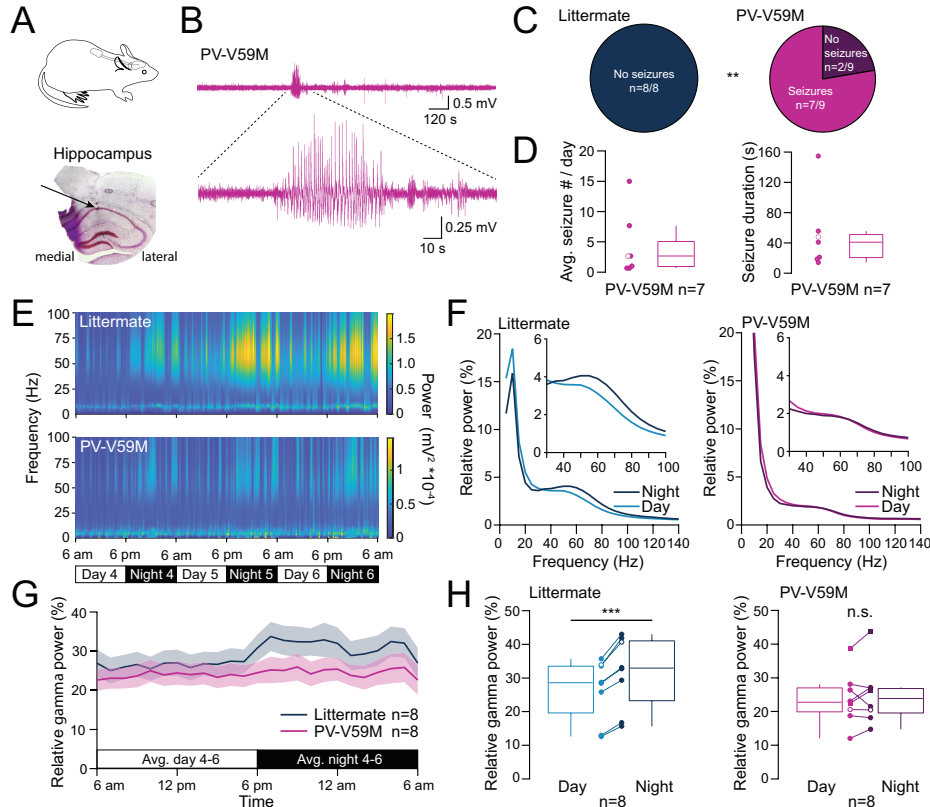 A
B
PV-V59M
0.5 mV
120 s
0.25 mV
10 s
Hippocampus
medial
lateral
C
Littermate
PV-V59M
No seizures
n=8/8
**
No
seizures
n=2/9
Seizures
n=7/9
D
Avg. seizure # / day
20
15
10
5
0
PV-V59M n=7
Seizure duration (s)
160
120
80
40
0
PV-V59M n=7
E
Littermate
100
75
50
25
0
1.5
1.0
0.5
0
PV-V59M
100
75
50
25
0
1
0.5
0
Frequency (Hz)
Power (mV² *10⁻⁴)
6 am 6 pm 6 am 6 pm 6 am 6 pm 6 am
Day 4 Night 4 Day 5 Night 5 Day 6 Night 6
F
Littermate
Relative power (%)
20
15
10
5
0
6
4
2
0
40 60 80 100
Night
Day
0 20 40 60 80 100 120 140
Frequency (Hz)
PV-V59M
Relative power (%)
20
15
10
5
0
6
4
2
0
40 60 80 100
Night
Day
0 20 40 60 80 100 120 140
Frequency (Hz)
G
Relative gamma power (%)
40
30
20
10
0
Littermate n=8
PV-V59M n=8
Avg. day 4-6
Avg. night 4-6
6 am 12 pm 6 pm 12 am 6 am
Time
H
Littermate
Relative gamma power (%)
50
40
30
20
10
0
***
Day
Night
n=8
PV-V59M
Relative gamma power (%)
50
40
30
20
10
0
n.s.
Day
Night
n=8